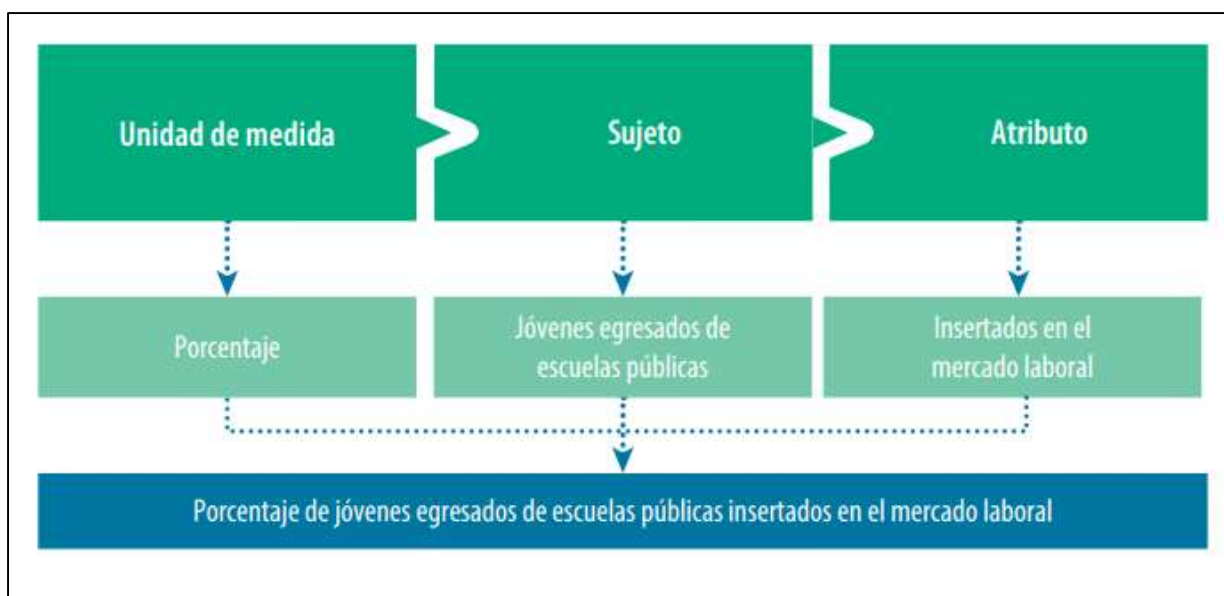 Unidad de medida
Sujeto
Atributo
Porcentaje
Jóvenes egresados de
escuelas públicas
Insertados en el
mercado laboral
Porcentaje de jóvenes egresados de escuelas públicas insertados en el mercado laboral